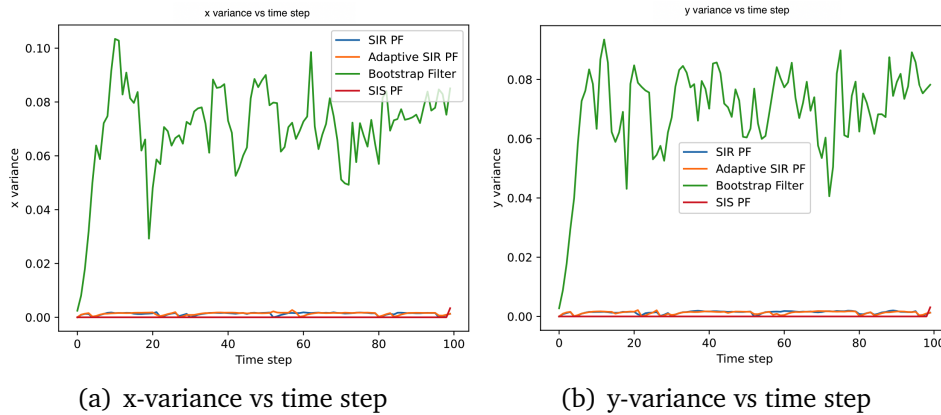 x variance vs time step
0.10
0.08
0.06
0.04
0.02
0.00
x variance
SIR PF
Adaptive SIR PF
Bootstrap Filter
SIS PF
0 20 40 60 80 100
Time step
(a) x-variance vs time step
y variance vs time step
0.08
0.06
0.04
0.02
0.00
y variance
SIR PF
Adaptive SIR PF
Bootstrap Filter
SIS PF
0 20 40 60 80 100
Time step
(b) y-variance vs time step